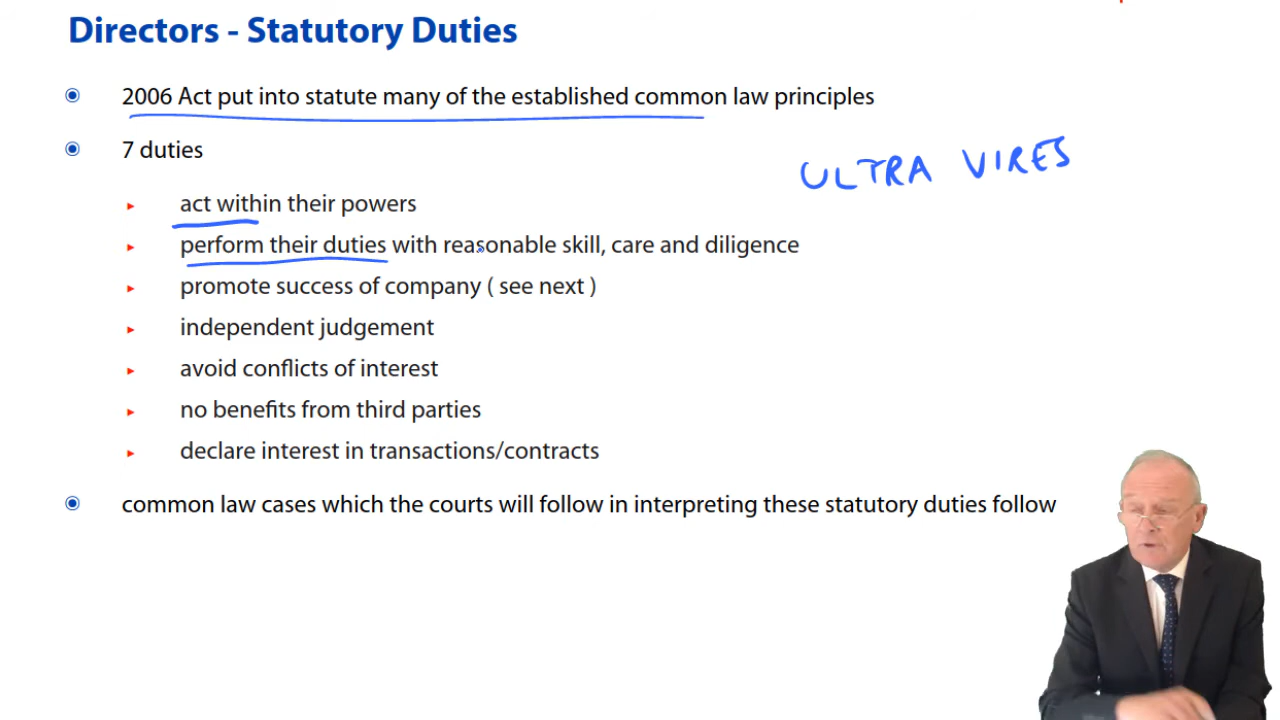 Directors - Statutory Duties
2006 Act put into statute many of the established common law principles
7 duties
ULTRA VIRES
act within their powers
perform their duties with reasonable skill, care and diligence
promote success of company ( see next )
independent judgement
avoid conflicts of interest
no benefits from third parties
declare interest in transactions/contracts
common law cases which the courts will follow in interpreting these statutory duties follow